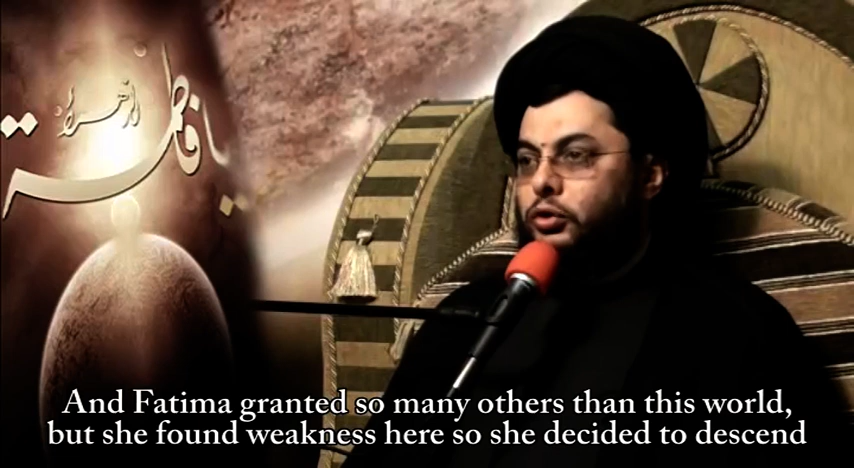 يا فاطمة
الزهراء
And Fatima granted so many others than this world,
but she found weakness here so she decided to descend